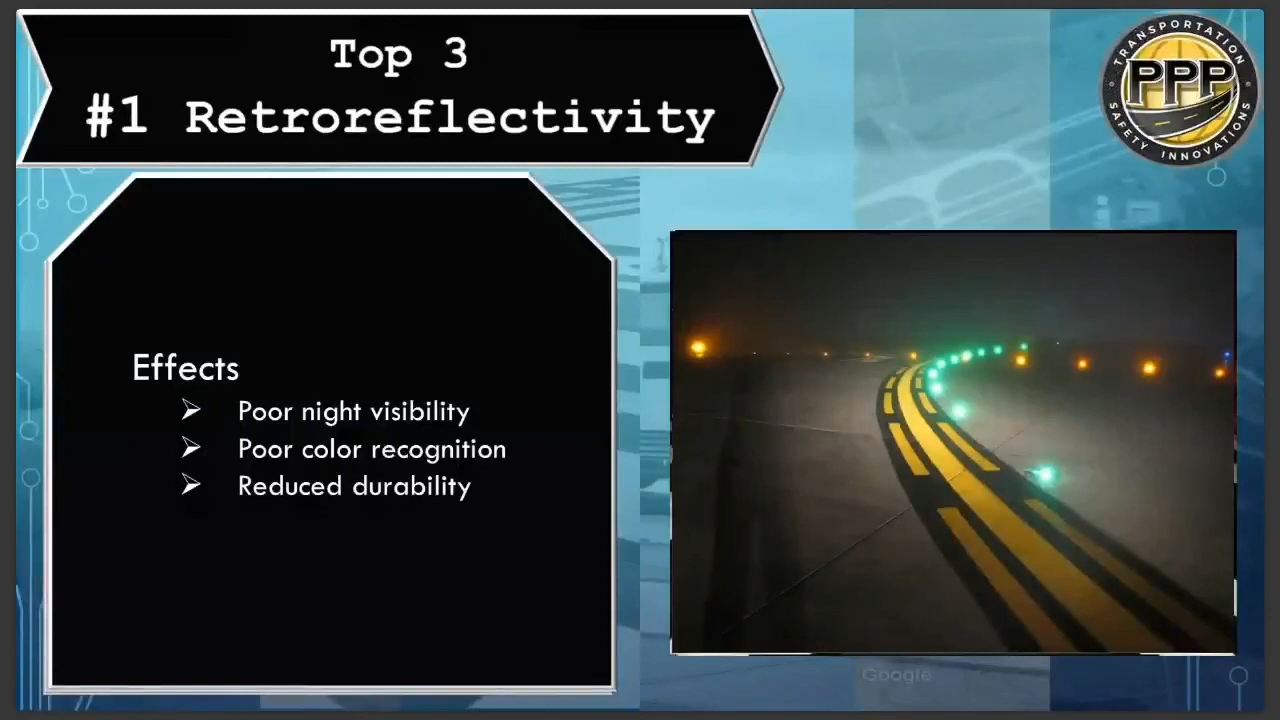 Top 3
#1 Retroreflectivity
TRANSPORTATION
PPP
SAFETY INNOVATIONS
Effects
➢ Poor night visibility
➢ Poor color recognition
➢ Reduced durability
Google